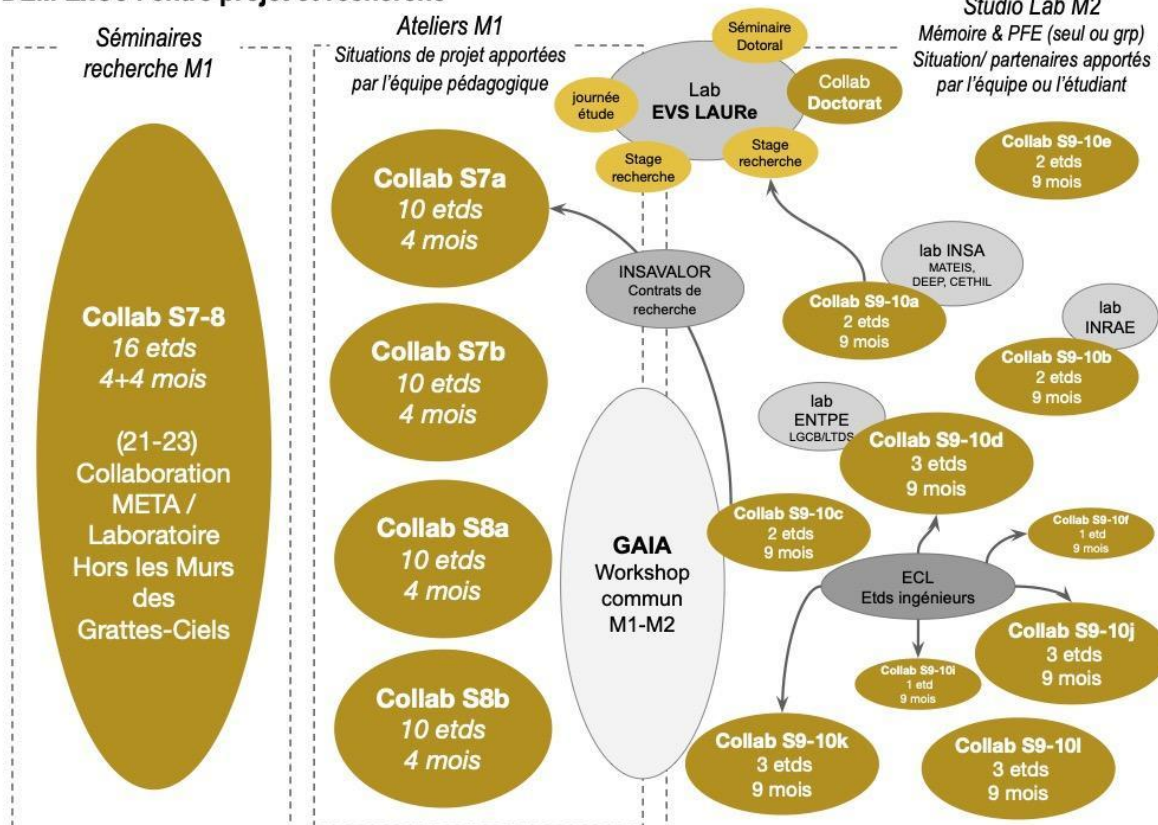 Séminaires
recherche M1
Ateliers M1
Situations de projet apportées
par l'équipe pédagogique
Studio Lab M2
Mémoire & PFE (seul ou grp)
Situation/ partenaires apportés
par l'équipe ou l'étudiant
Collab S7-8
16 etds
4+4 mois
(21-23)
Collaboration
META /
Laboratoire
Hors les Murs
des
Grattes-Ciels
Collab S7a
10 etds
4 mois
Collab S7b
10 etds
4 mois
Collab S8a
10 etds
4 mois
Collab S8b
10 etds
4 mois
Séminaire
Dotoral
Lab
EVS LAURe
Collab
Doctorat
journée
étude
Stage
recherche
Stage
recherche
INSAVALOR
Contrats de
recherche
GAIA
Workshop
commun
M1-M2
Collab S9-10e
2 etds
9 mois
lab INSA
MATEIS,
DEEP, CETHIL
Collab S9-10a
2 etds
9 mois
lab
INRAE
Collab S9-10b
2 etds
9 mois
lab
ENTPE
LGCB/LTDS
Collab S9-10d
3 etds
9 mois
Collab S9-10c
2 etds
9 mois
Collab S9-10f
1 etd
9 mois
ECL
Etds ingénieurs
Collab S9-10j
3 etds
9 mois
Collab S9-10i
1 etd
9 mois
Collab S9-10k
3 etds
9 mois
Collab S9-10l
3 etds
9 mois